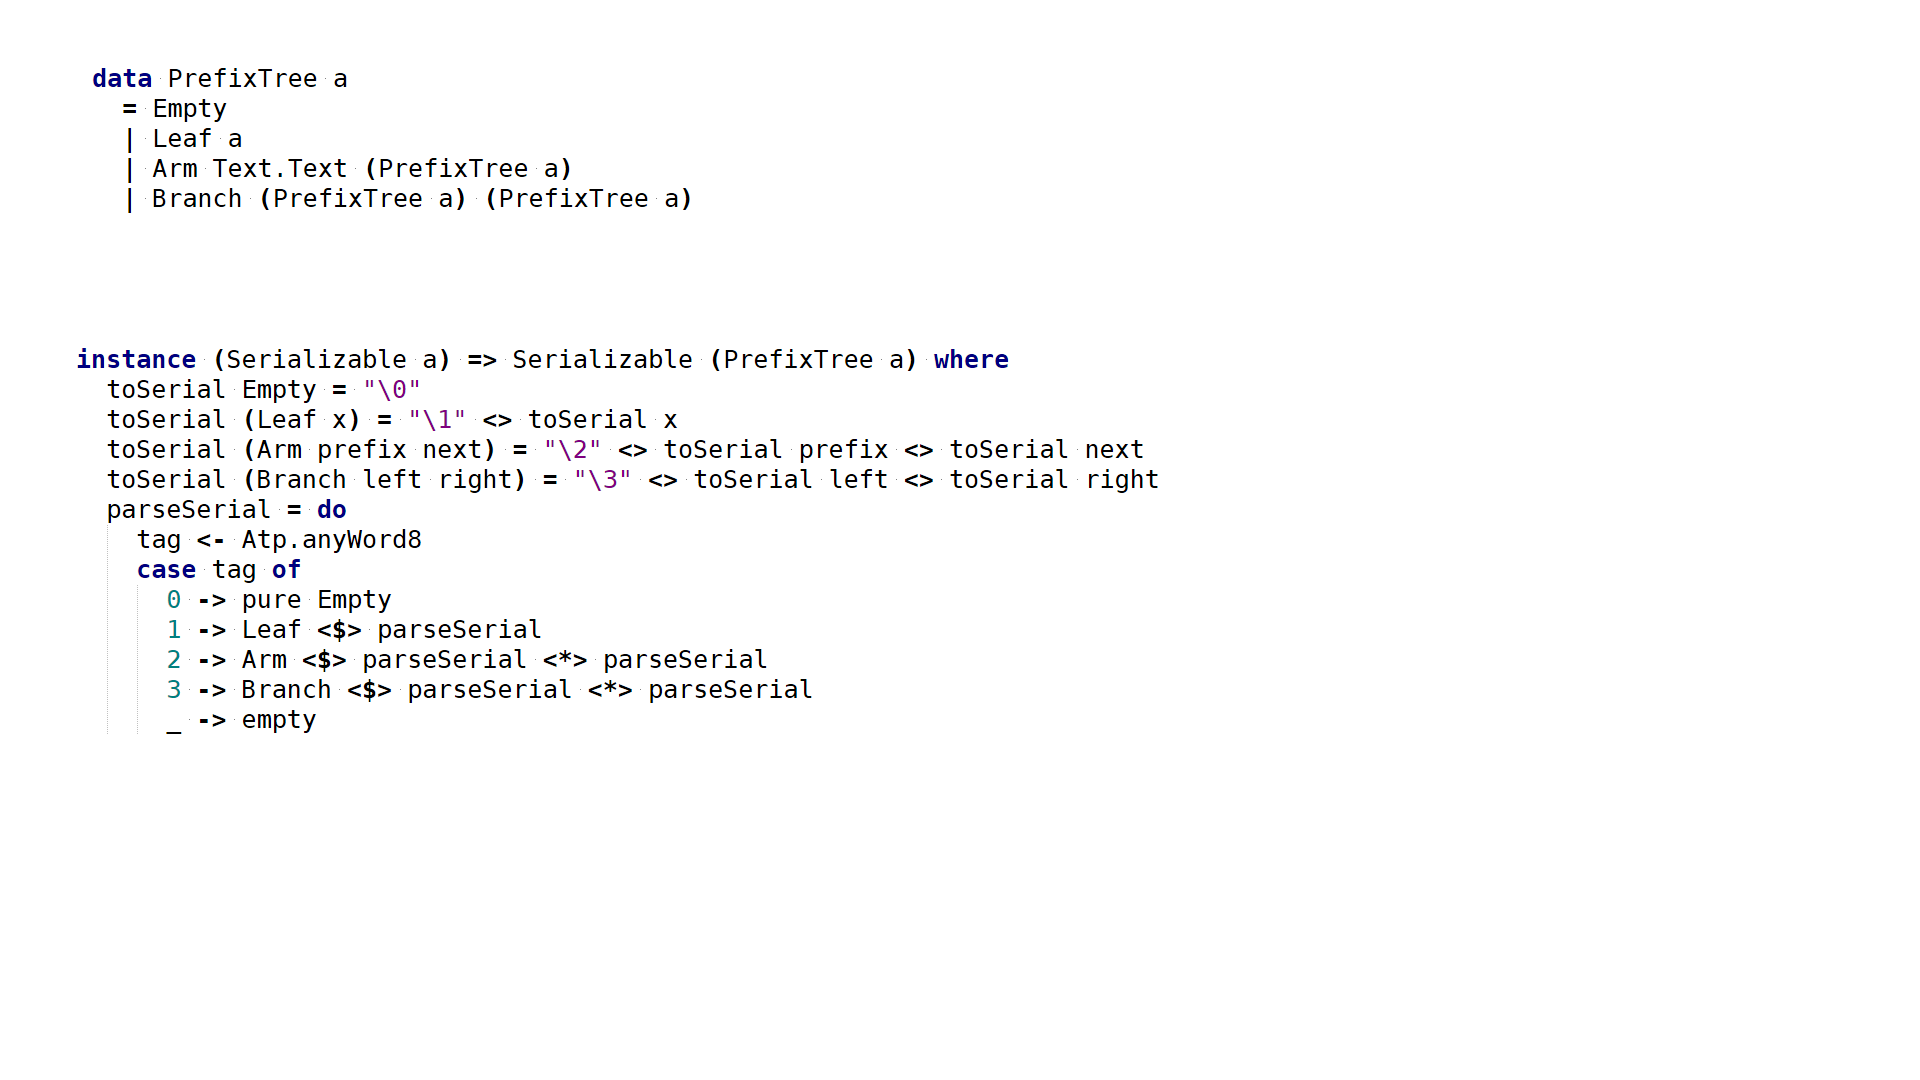 data PrefixTree a
  = Empty
  | Leaf a
  | Arm Text.Text (PrefixTree a)
  | Branch (PrefixTree a) (PrefixTree a)
instance (Serializable a) => Serializable (PrefixTree a) where
  toSerial Empty = "\0"
  toSerial (Leaf x) = "\1" <> toSerial x
  toSerial (Arm prefix next) = "\2" <> toSerial prefix <> toSerial next
  toSerial (Branch left right) = "\3" <> toSerial left <> toSerial right
  parseSerial = do
    tag <- Atp.anyWord8
    case tag of
      0 -> pure Empty
      1 -> Leaf <$> parseSerial
      2 -> Arm <$> parseSerial <*> parseSerial
      3 -> Branch <$> parseSerial <*> parseSerial
      _ -> empty